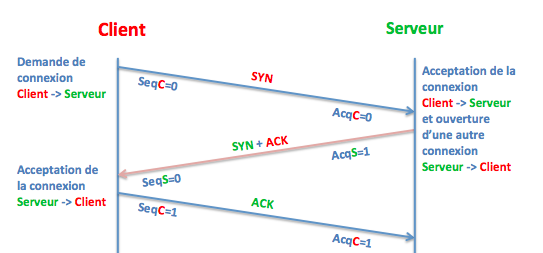 Client
Serveur
Demande de
connexion
Client -> Serveur
SYN
SeqC=0
AcqC=0
Acceptation de la
connexion
Client -> Serveur
et ouverture
d'une autre
connexion
Serveur -> Client
SYN + ACK
AcqS=1
SeqS=0
Acceptation de
la connexion
Serveur -> Client
SeqC=1
ACK
AcqC=1